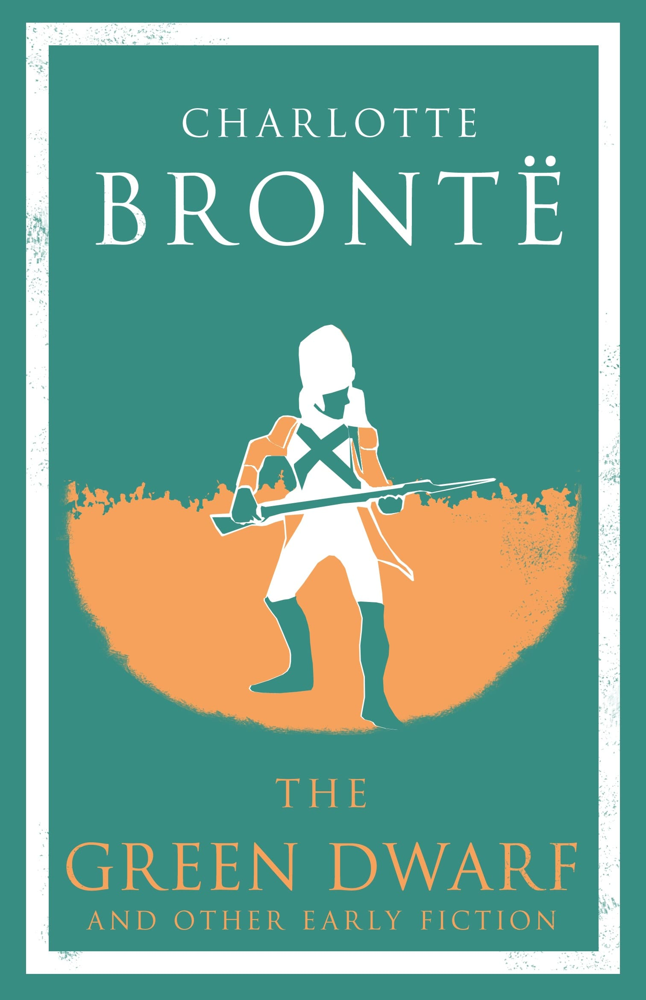 CHARLOTTE
BRONTË
THE
GREEN DWARF
AND OTHER EARLY FICTION